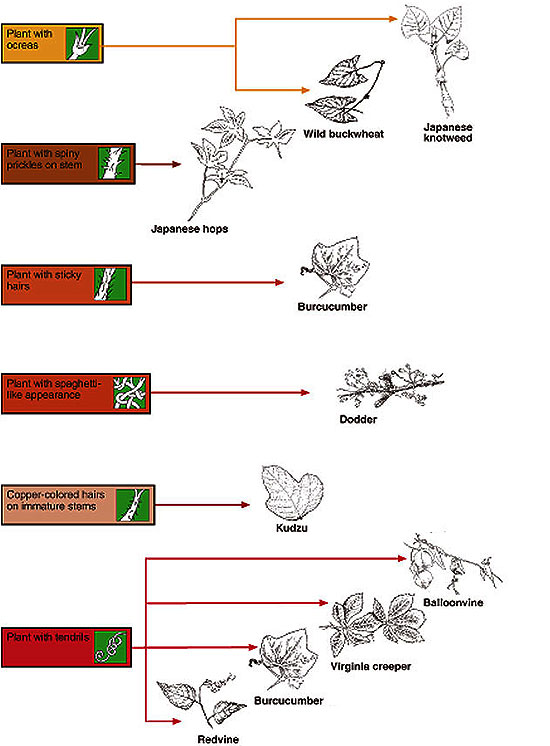 Plant with
ocreas
Wild buckwheat
Japanese
knotweed
Plant with spiny
prickles on stem
Japanese hops
Plant with sticky
hairs
Burcucumber
Plant with speghetti-
like appearance
Dodder
Copper-colored hairs
on immature stems
Kudzu
Balloonvine
Virginia creeper
Plant with tendrils
Burcucumber
Redvine